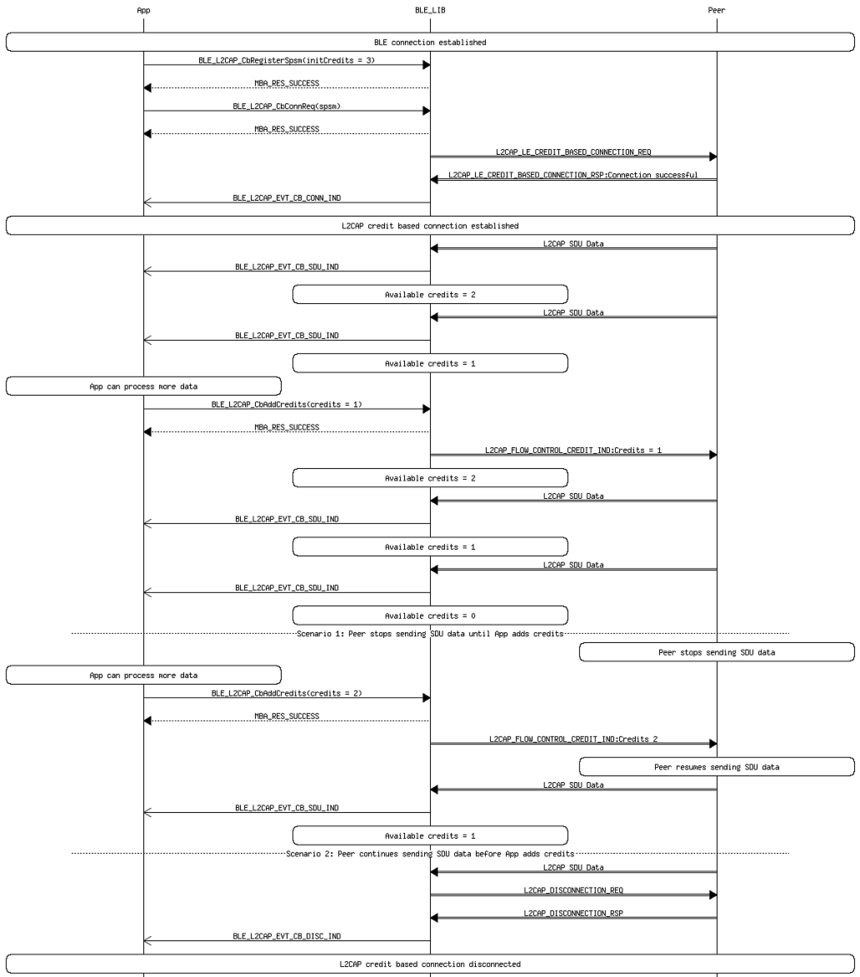 App BLE_LIB Peer
BLE connection established
BLE_L2CAP_CbRegisterSpsm(initCredits = 3)
MBA_RES_SUCCESS
BLE_L2CAP_CbConnReq(spsm)
MBA_RES_SUCCESS
L2CAP_LE_CREDIT_BASED_CONNECTION_REQ
L2CAP_LE_CREDIT_BASED_CONNECTION_RSP:Connection successful
BLE_L2CAP_EVT_CB_CONN_IND
L2CAP credit based connection established
L2CAP SDU Data
BLE_L2CAP_EVT_CB_SDU_IND
Available credits = 2
L2CAP SDU Data
BLE_L2CAP_EVT_CB_SDU_IND
Available credits = 1
App can process more data
BLE_L2CAP_CbAddCredits(credits = 1)
MBA_RES_SUCCESS
L2CAP_FLOW_CONTROL_CREDIT_IND:Credits = 1
Available credits = 2
L2CAP SDU Data
BLE_L2CAP_EVT_CB_SDU_IND
Available credits = 1
L2CAP SDU Data
BLE_L2CAP_EVT_CB_SDU_IND
Available credits = 0
Scenario 1: Peer stops sending SDU data until App adds credits
Peer stops sending SDU data
App can process more data
BLE_L2CAP_CbAddCredits(credits = 2)
MBA_RES_SUCCESS
L2CAP_FLOW_CONTROL_CREDIT_IND:Credits 2
Peer resumes sending SDU data
L2CAP SDU Data
BLE_L2CAP_EVT_CB_SDU_IND
Available credits = 1
Scenario 2: Peer continues sending SDU data before App adds credits
L2CAP SDU Data
L2CAP_DISCONNECTION_REQ
L2CAP_DISCONNECTION_RSP
BLE_L2CAP_EVT_CB_DISC_IND
L2CAP credit based connection disconnected